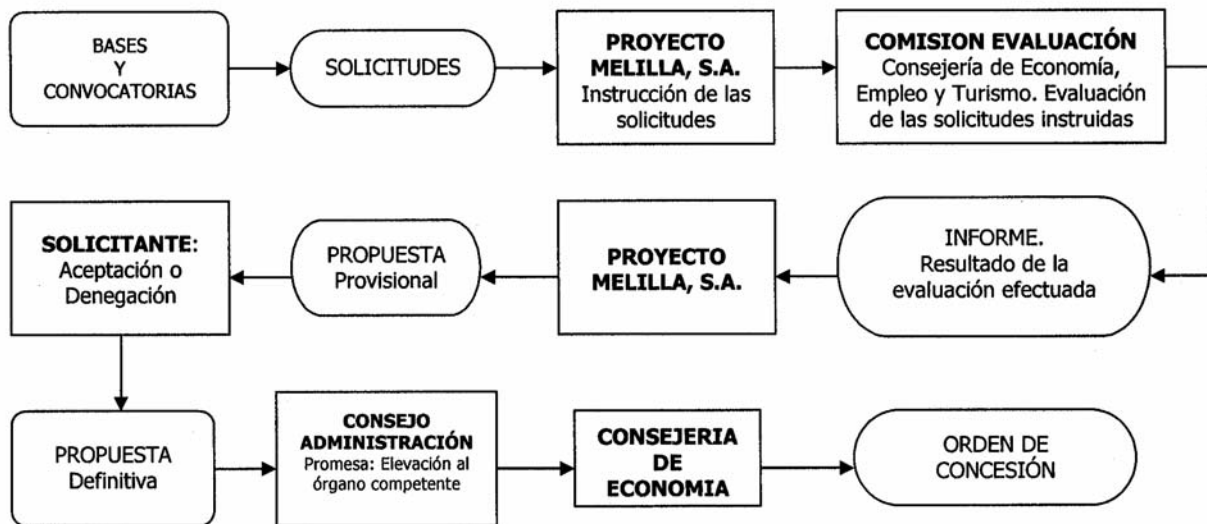 BASES
Y
CONVOCATORIAS
SOLICITUDES
PROYECTO
MELILLA, S.A.
Instrucción de las
solicitudes
COMISION EVALUACIÓN
Consejería de Economía,
Empleo y Turismo. Evaluación
de las solicitudes instruidas
SOLICITANTE:
Aceptación o
Denegación
PROPUESTA
Provisional
PROYECTO
MELILLA, S.A.
INFORME.
Resultado de la
evaluación efectuada
PROPUESTA
Definitiva
CONSEJO
ADMINISTRACIÓN
Promesa: Elevación al
órgano competente
CONSEJERIA
DE
ECONOMIA
ORDEN DE
CONCESIÓN